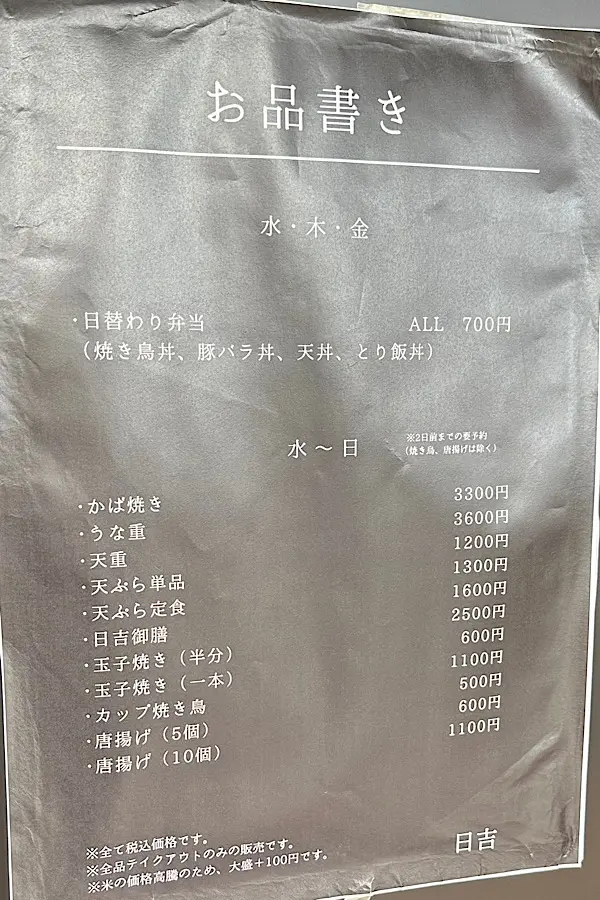 お品書き
水・木・金
・日替わり弁当 ALL 700円
（焼き鳥丼、豚バラ丼、天丼、とり飯丼）
水～日 ※2日前までの要予約
（焼き鳥、唐揚げは除く）
・かば焼き 3300円
・うな重 3600円
・天重 1200円
・天ぷら単品 1300円
・天ぷら定食 1600円
・日吉御膳 2500円
・玉子焼き（半分） 600円
・玉子焼き（一本） 1100円
・カップ焼き鳥 500円
・唐揚げ（5個） 600円
・唐揚げ（10個） 1100円
※全て税込価格です。
※全品テイクアウトのみの販売です。
※米の価格高騰のため、大盛＋100円です。
日吉